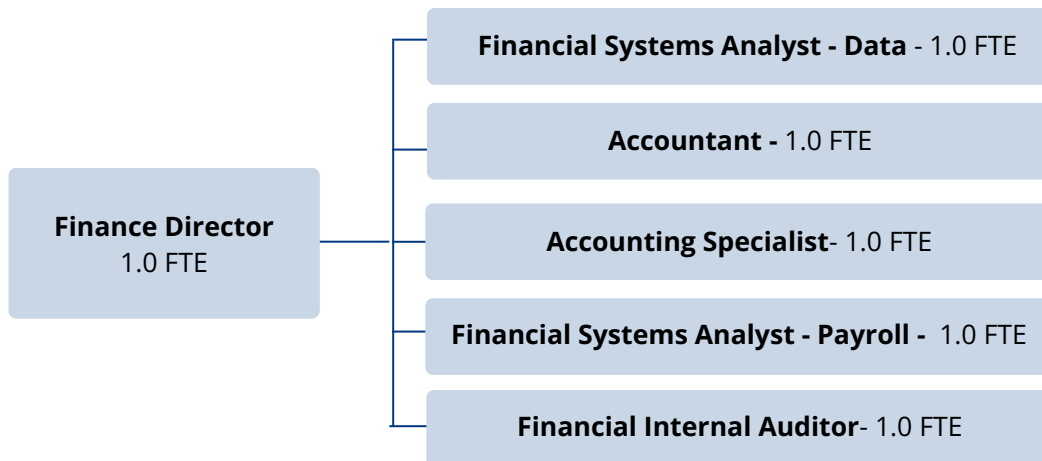 Financial Systems Analyst - Data - 1.0 FTE
Accountant - 1.0 FTE
Finance Director
1.0 FTE
Accounting Specialist- 1.0 FTE
Financial Systems Analyst - Payroll - 1.0 FTE
Financial Internal Auditor- 1.0 FTE